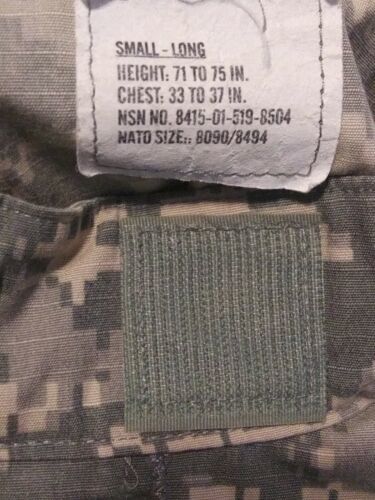 SMALL - LONG
HEIGHT: 71 TO 75 IN.
CHEST: 33 TO 37 IN.
NSN NO. 8415-01-519-8504
NATO SIZE:: 8090/8494